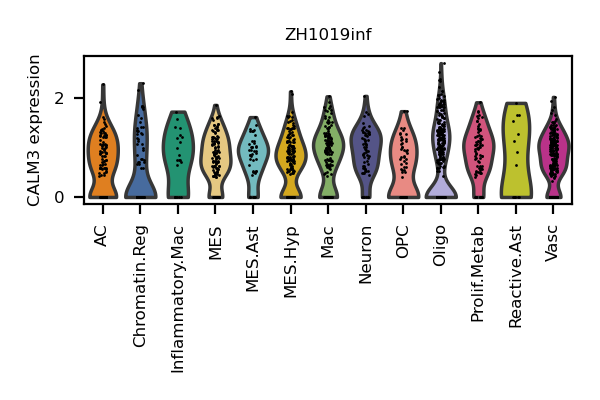 ZH1019inf
CALM3 expression
2
0
AC
Chromatin.Reg
Inflammatory.Mac
MES
MES.Ast
MES.Hyp
Mac
Neuron
OPC
Oligo
Prolif.Metab
Reactive.Ast
Vasc